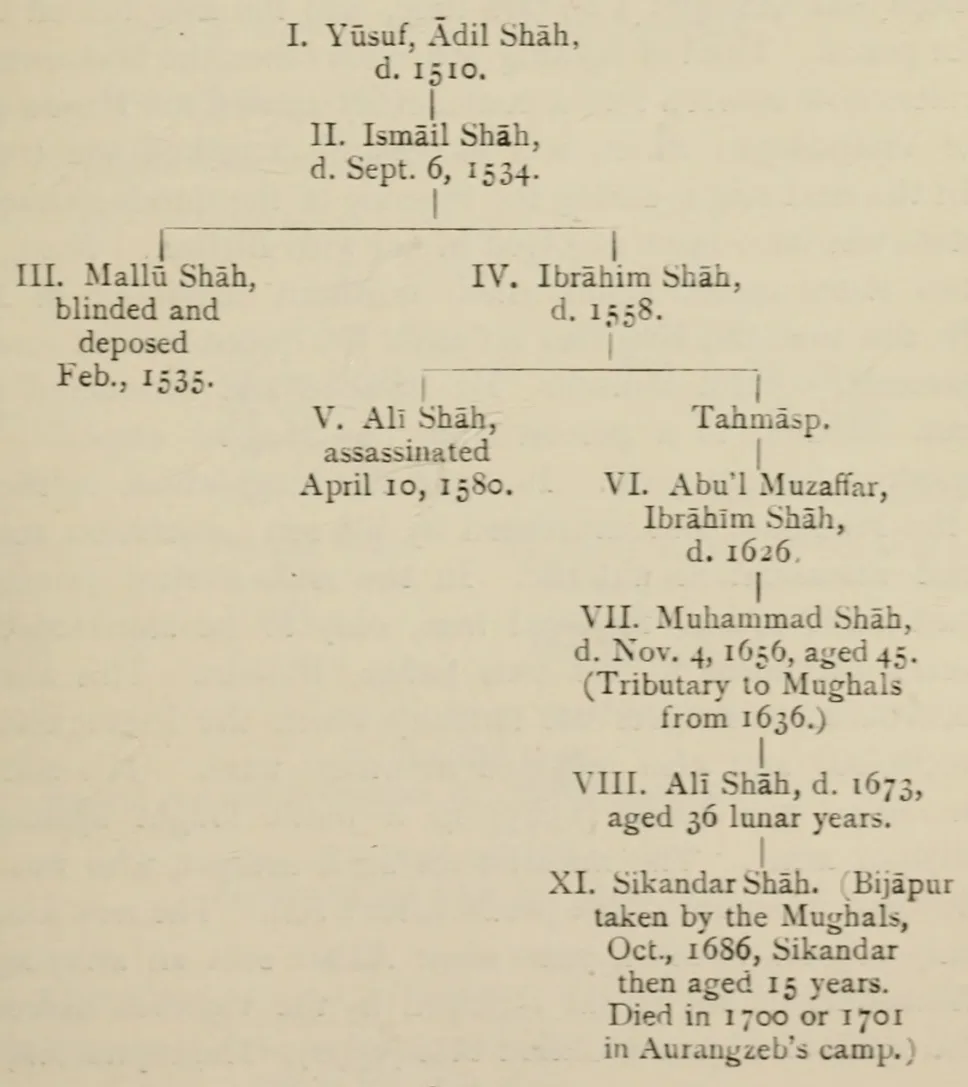 I. Yūsuf, Ādil Shāh,
d. 1510.
II. Ismāil Shāh,
d. Sept. 6, 1534.
III. Mallū Shāh,
blinded and
deposed
Feb., 1535.
IV. Ibrāhim Shāh,
d. 1558.
V. Alī Shāh,
assassinated
April 10, 1580.
Tahmāsp.
VI. Abu'l Muzaffar,
Ibrāhīm Shāh,
d. 1626.
VII. Muhammad Shāh,
d. Nov. 4, 1656, aged 45.
(Tributary to Mughals
from 1636.)
VIII. Alī Shāh, d. 1673,
aged 36 lunar years.
XI. Sikandar Shāh. (Bijāpur
taken by the Mughals,
Oct., 1686, Sikandar
then aged 15 years.
Died in 1700 or 1701
in Aurangzeb's camp.)